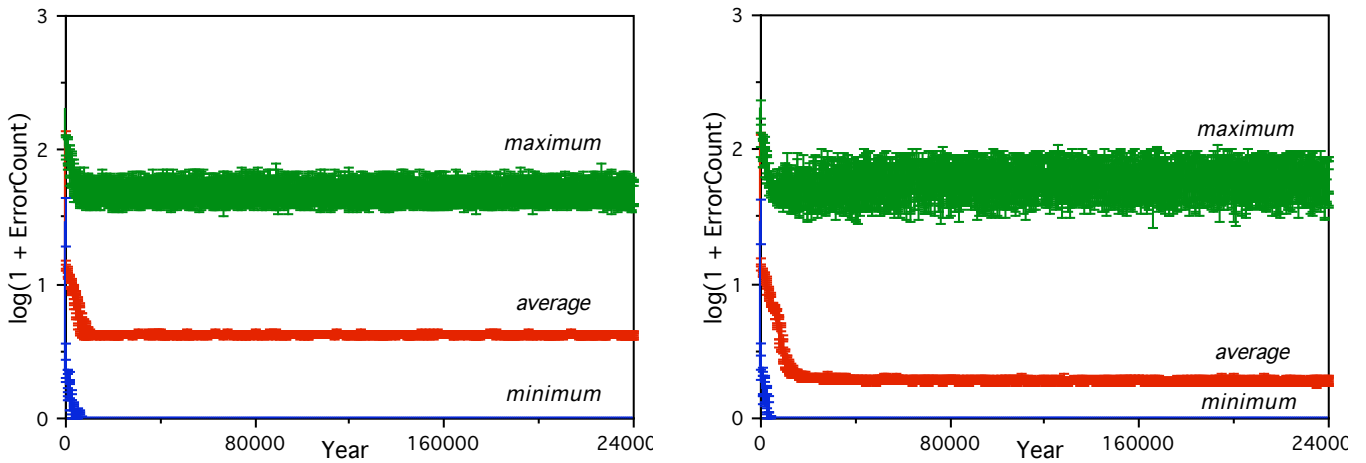 3
2
1
0
log(1 + ErrorCount)
maximum
average
minimum
0
80000
160000
24000
Year
3
2
1
0
log(1 + ErrorCount)
maximum
average
minimum
0
80000
160000
24000
Year